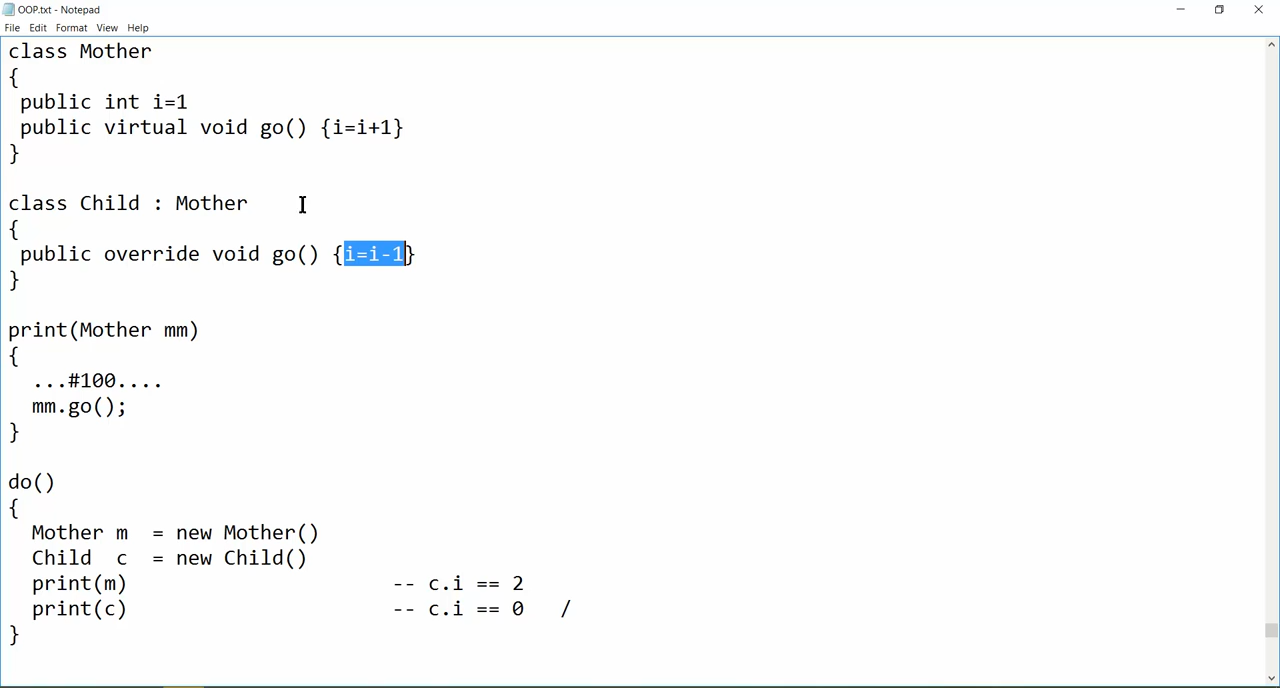 OOP.txt - Notepad
File Edit Format View Help
class Mother
{
 public int i=1
 public virtual void go() {i=i+1}
}

class Child : Mother
{
 public override void go() {i=i-1}
}

print(Mother mm)
{
  ...#100....
  mm.go();
}

do()
{
  Mother m  = new Mother()
  Child  c  = new Child()
  print(m)                      -- c.i == 2
  print(c)                      -- c.i == 0   /
}